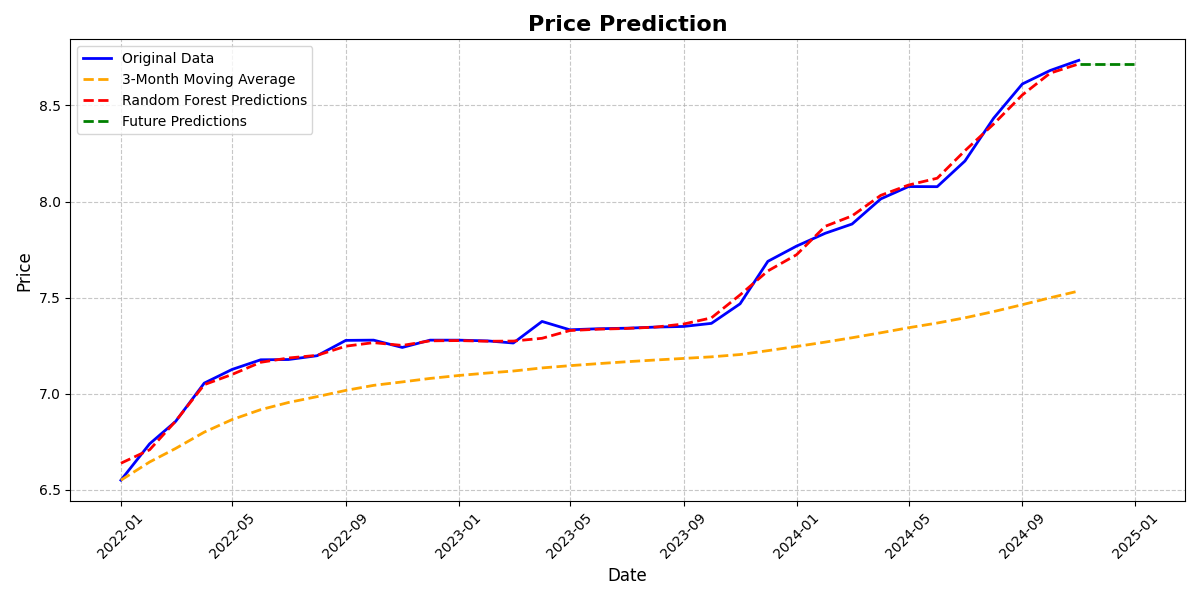 Price Prediction
Original Data
3-Month Moving Average
Random Forest Predictions
Future Predictions
Price
8.5
8.0
7.5
7.0
6.5
2022-01
2022-05
2022-09
2023-01
2023-05
2023-09
2024-01
2024-05
2024-09
2025-01
Date